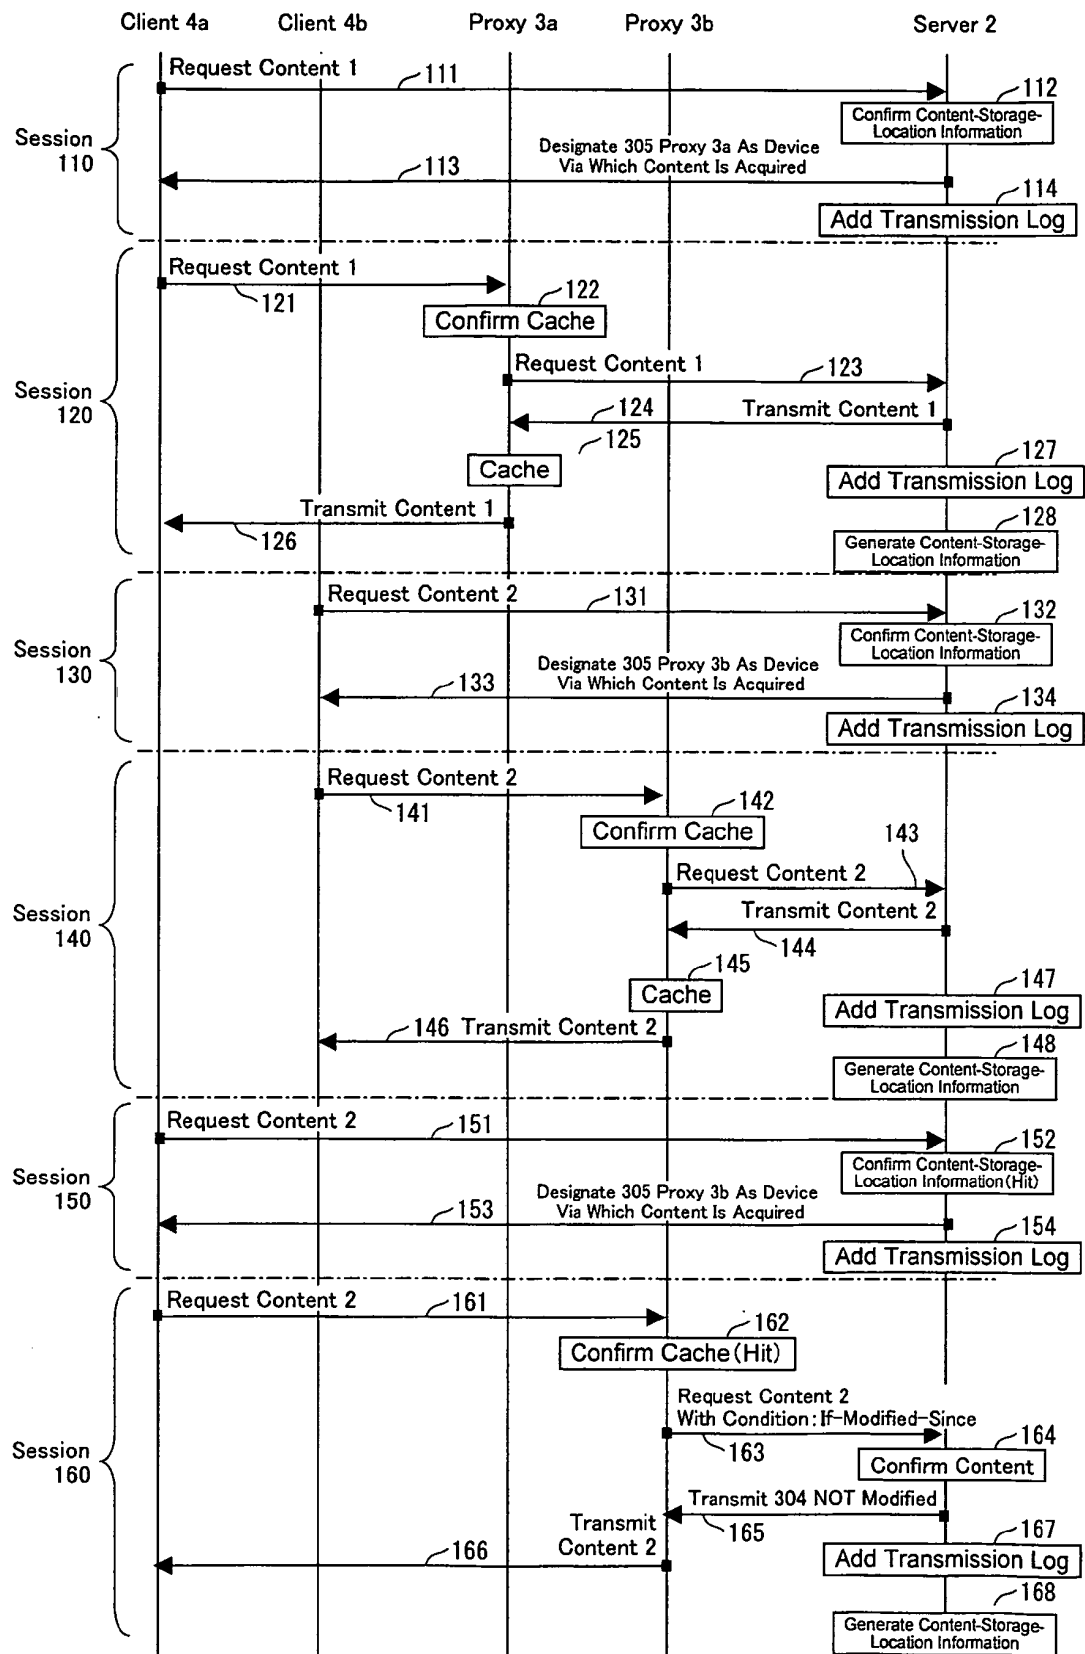 Client 4a Client 4b Proxy 3a Proxy 3b Server 2
Request Content 1
111
112
Confirm Content-Storage-
Location Information
Session
110
Designate 305 Proxy 3a As Device
Via Which Content Is Acquired
113
114
Add Transmission Log
Request Content 1
121
122
Confirm Cache
Request Content 1
123
Session
120
124
Transmit Content 1
125
Cache
127
Add Transmission Log
Transmit Content 1
126
128
Generate Content-Storage-
Location Information
Request Content 2
131
132
Confirm Content-Storage-
Location Information
Session
130
Designate 305 Proxy 3b As Device
Via Which Content Is Acquired
133
134
Add Transmission Log
Request Content 2
141
142
Confirm Cache
143
Request Content 2
Session
140
Transmit Content 2
144
145
Cache
147
Add Transmission Log
146
Transmit Content 2
148
Generate Content-Storage-
Location Information
Request Content 2
151
152
Confirm Content-Storage-
Location Information(Hit)
Session
150
Designate 305 Proxy 3b As Device
Via Which Content Is Acquired
153
154
Add Transmission Log
Request Content 2
161
162
Confirm Cache(Hit)
Request Content 2
With Condition:If-Modified-Since
163
164
Confirm Content
Session
160
Transmit 304 NOT Modified
165
Transmit
Content 2
166
167
Add Transmission Log
168
Generate Content-Storage-
Location Information